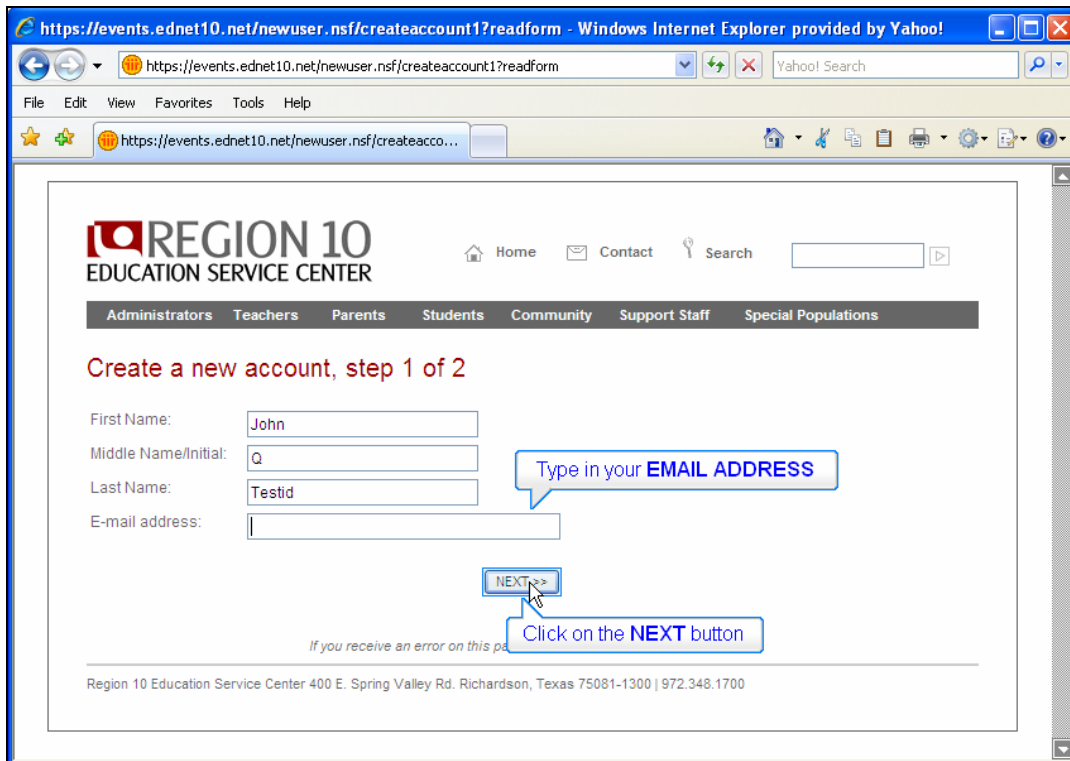 https://events.ednet10.net/newuser.nsf/createaccount1?readform - Windows Internet Explorer provided by Yahoo!
https://events.ednet10.net/newuser.nsf/createaccount1?readform
Yahoo! Search
File Edit View Favorites Tools Help
https://events.ednet10.net/newuser.nsf/createacco...
REGION 10
EDUCATION SERVICE CENTER
Home Contact Search
Administrators Teachers Parents Students Community Support Staff Special Populations
Create a new account, step 1 of 2
First Name: John
Middle Name/Initial: Q
Last Name: Testid
Type in your EMAIL ADDRESS
E-mail address:
NEXT >>
Click on the NEXT button
If you receive an error on this
Region 10 Education Service Center 400 E. Spring Valley Rd. Richardson, Texas 75081-1300 | 972.348.1700